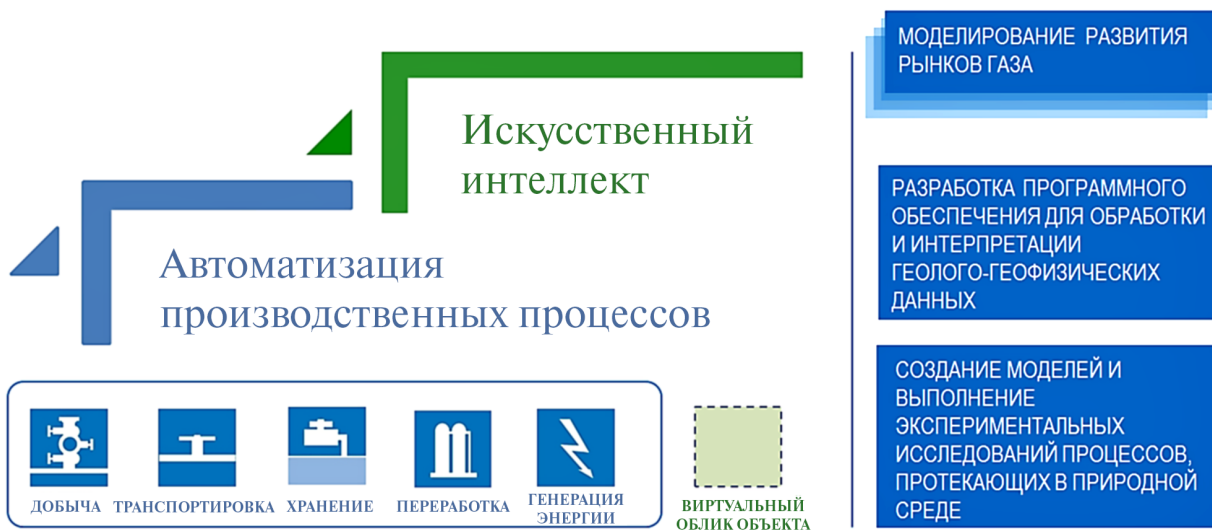 Искусственный
интеллект
Автоматизация
производственных процессов
ДОБЫЧА
ТРАНСПОРТИРОВКА
ХРАНЕНИЕ
ПЕРЕРАБОТКА
ГЕНЕРАЦИЯ
ЭНЕРГИИ
ВИРТУАЛЬНЫЙ
ОБЛИК ОБЪЕКТА
МОДЕЛИРОВАНИЕ РАЗВИТИЯ
РЫНКОВ ГАЗА
РАЗРАБОТКА ПРОГРАММНОГО
ОБЕСПЕЧЕНИЯ ДЛЯ ОБРАБОТКИ
И ИНТЕРПРЕТАЦИИ
ГЕОЛОГО-ГЕОФИЗИЧЕСКИХ
ДАННЫХ
СОЗДАНИЕ МОДЕЛЕЙ И
ВЫПОЛНЕНИЕ
ЭКСПЕРИМЕНТАЛЬНЫХ
ИССЛЕДОВАНИЙ ПРОЦЕССОВ,
ПРОТЕКАЮЩИХ В ПРИРОДНОЙ
СРЕДЕ